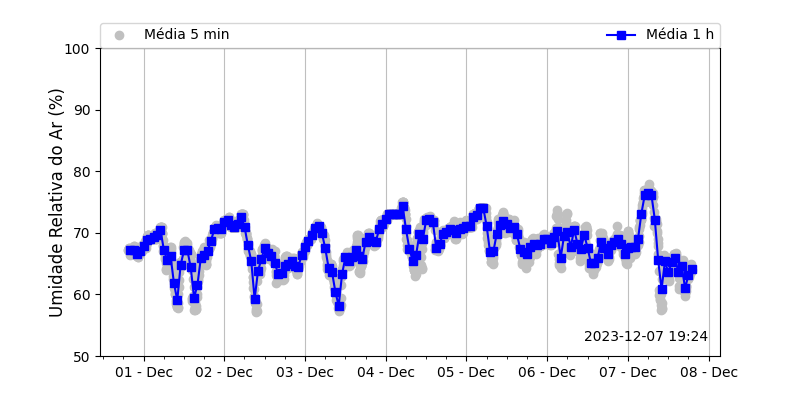 Média 5 min
Média 1 h
Umidade Relativa do Ar (%)
100
90
80
70
60
50
2023-12-07 19:24
01 - Dec
02 - Dec
03 - Dec
04 - Dec
05 - Dec
06 - Dec
07 - Dec
08 - Dec